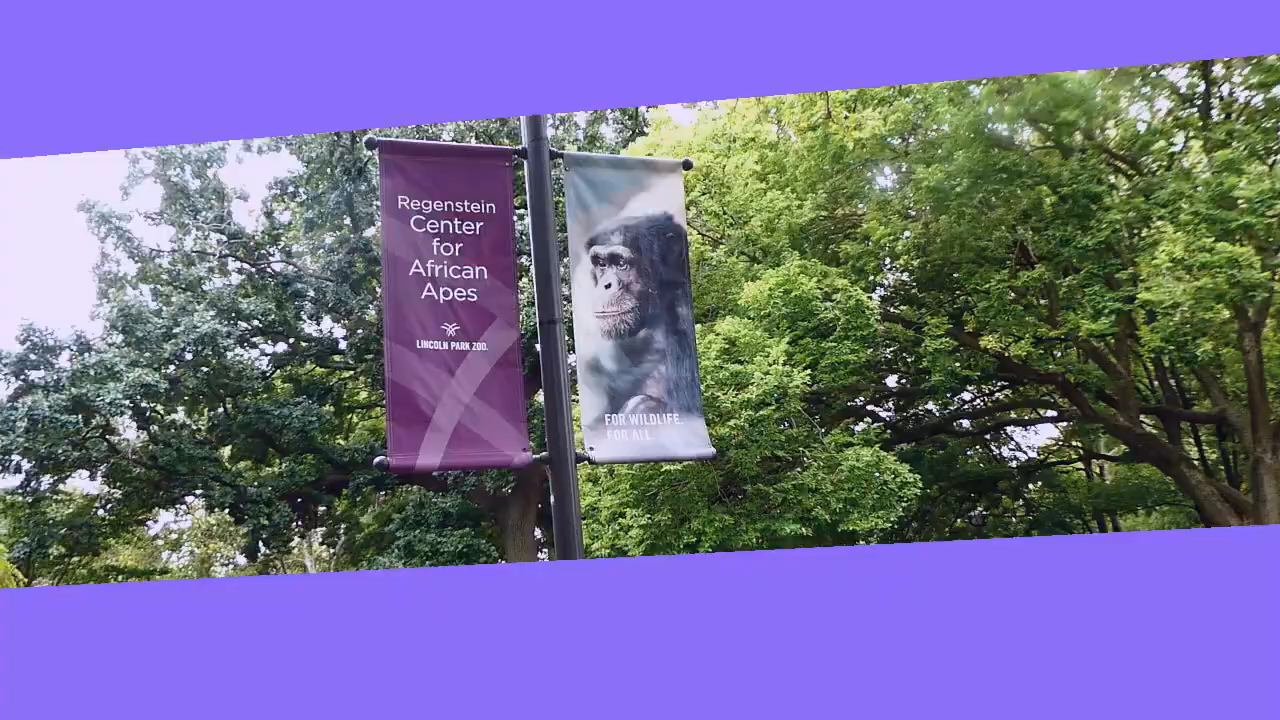 Regenstein
Center
for
African
Apes
LINCOLN PARK ZOO.
FOR WILDLIFE.
FOR ALL.